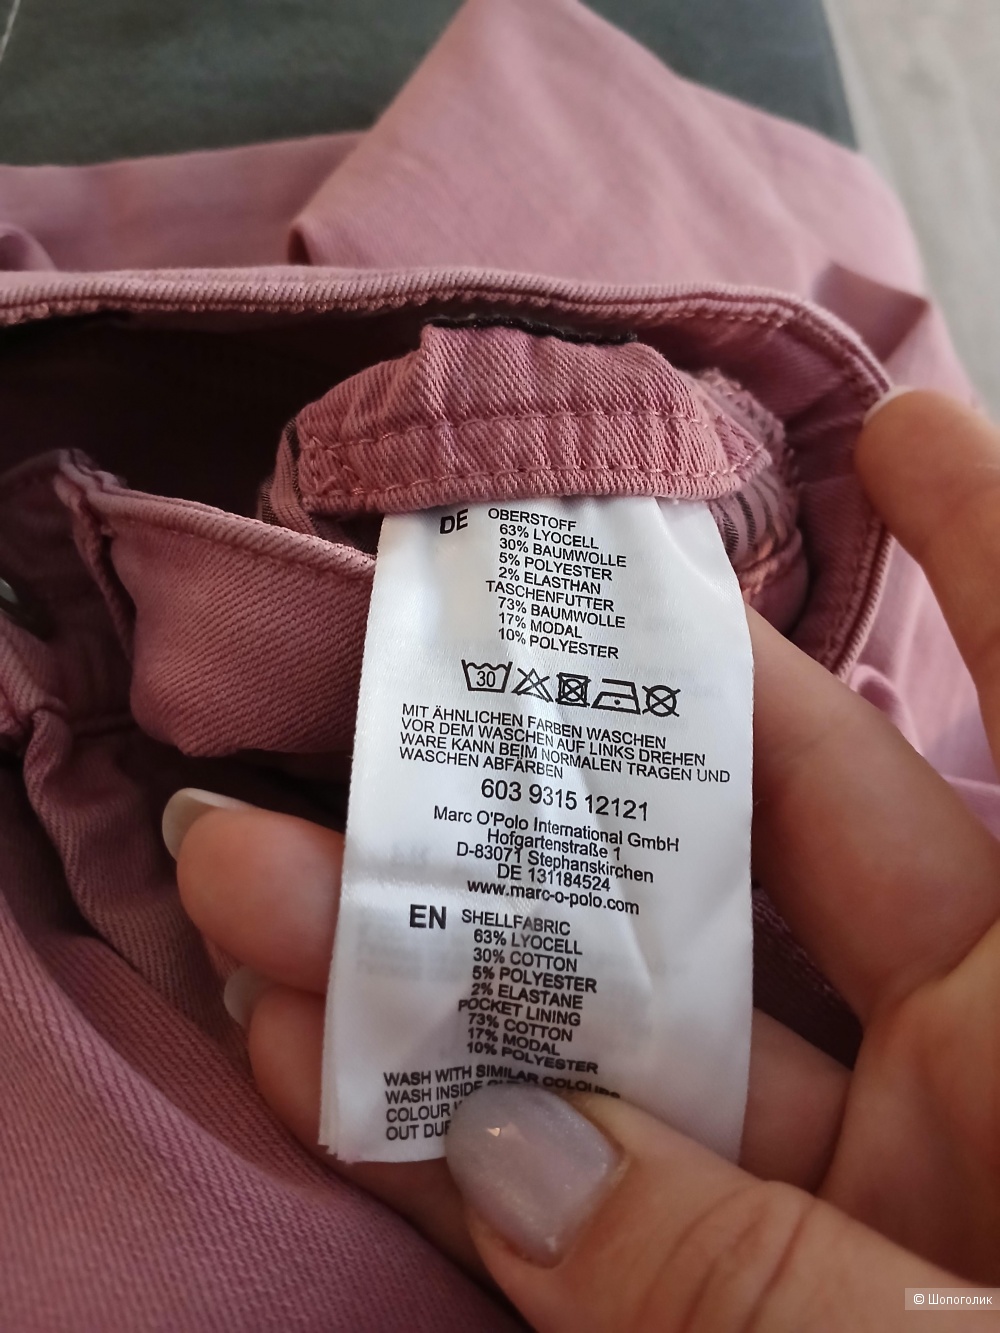 DE OBERSTOFF
63% LYOCELL
30% BAUMWOLLE
5% POLYESTER
2% ELASTHAN
TASCHENFUTTER
73% BAUMWOLLE
17% MODAL
10% POLYESTER
30
MIT ÄHNLICHEN FARBEN WASCHEN
VOR DEM WASCHEN AUF LINKS DREHEN
WARE KANN BEIM NORMALEN TRAGEN UND
WASCHEN ABFÄRBEN
603 9315 12121
Marc O'Polo International GmbH
Hofgartenstraße 1
D-83071 Stephanskirchen
DE 131184524
www.marc-o-polo.com
EN SHELLFABRIC
63% LYOCELL
30% COTTON
5% POLYESTER
2% ELASTANE
POCKET LINING
73% COTTON
17% MODAL
10% POLYESTER
WASH WITH SIMILAR COLOURS
WASH INSIDE
COLOUR
OUT
© Шопоголик